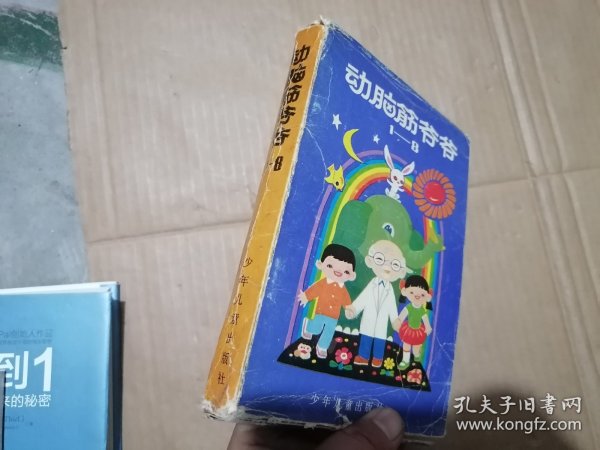 动脑筋爷爷
1—8
少年儿童出版社
动脑筋爷爷
1-8
少年儿童出版社
到1
来的秘密
孔夫子旧书网
www.kongfz.com